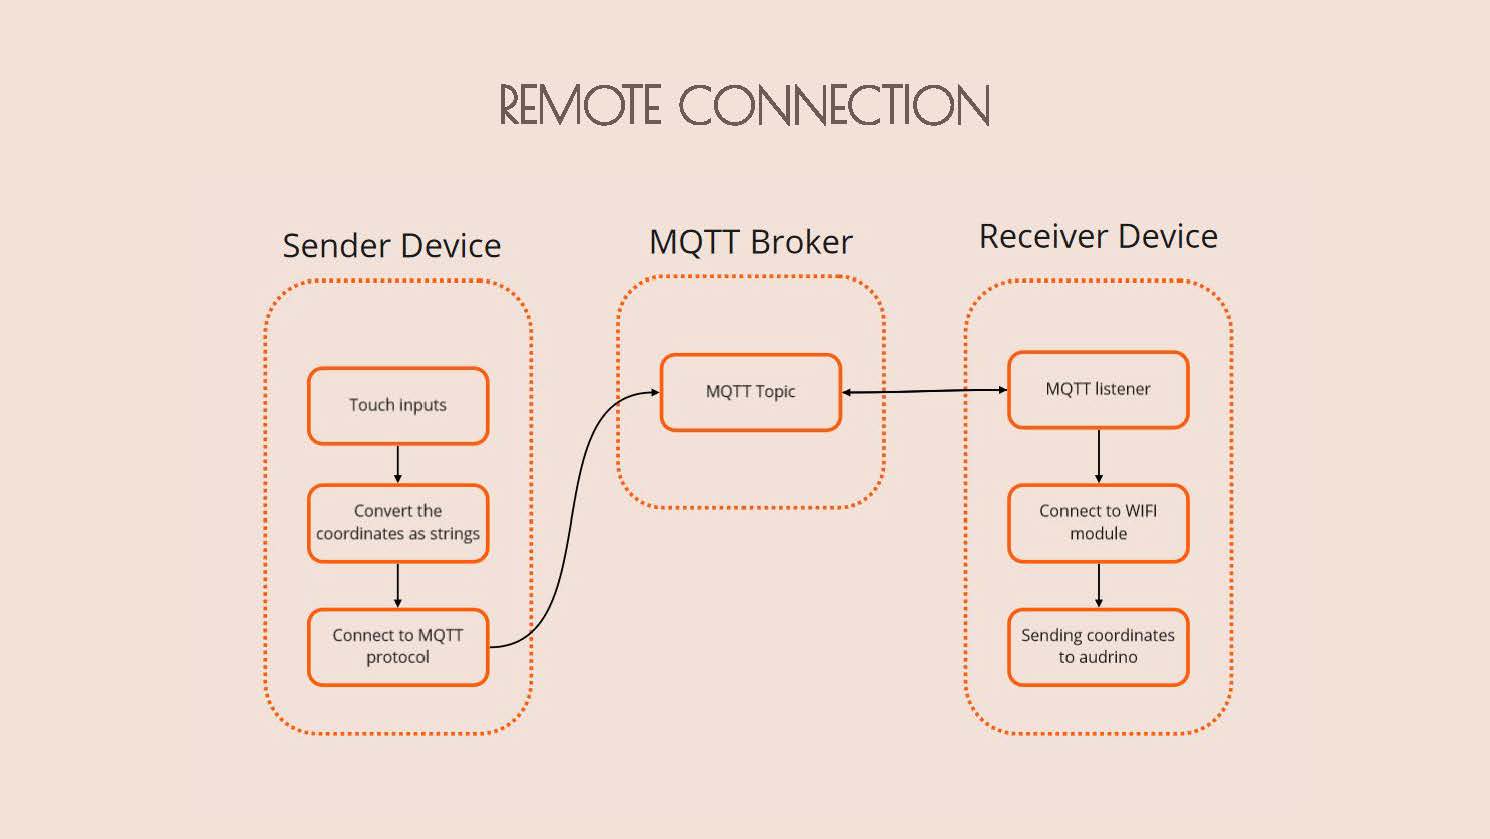 REMOTE CONNECTION
Sender Device
Touch inputs
Convert the
coordinates as strings
Connect to MQTT
protocol
MQTT Broker
MQTT Topic
Receiver Device
MQTT listener
Connect to WIFI
module
Sending coordinates
to audrino